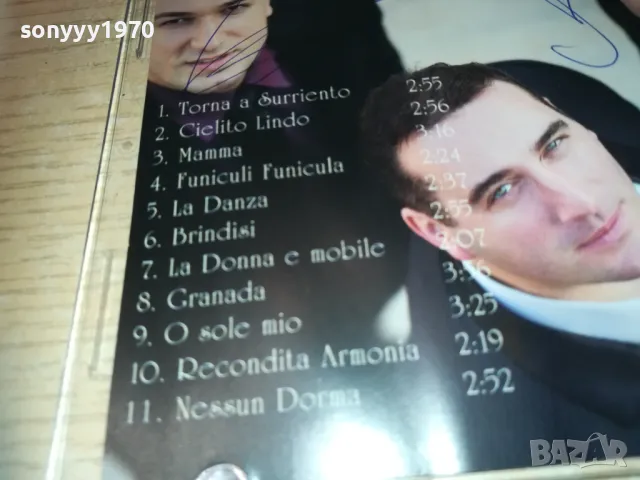 sonyyy1970
1. Torna a Surriento 2:55
2. Cielito Lindo 2:56
3. Mamma 3:16
4. Funiculi Funicula 2:24
5. La Danza 2:37
6. Brindisi 2:55
7. La Donna e mobile 2:07
8. Granada 3:56
9. O sole mio 3:25
10. Recondita Armonia 2:19
11. Nessun Dorma 2:52
BAZAR